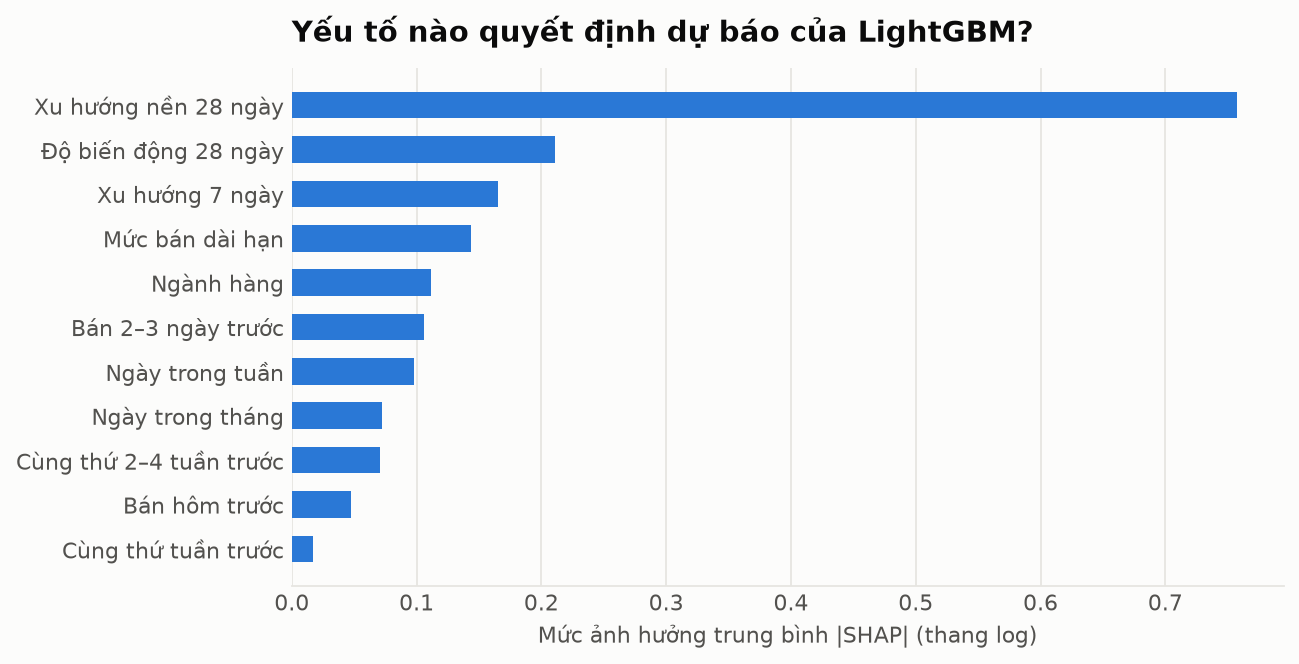 Yếu tố nào quyết định dự báo của LightGBM?
Xu hướng nền 28 ngày
Độ biến động 28 ngày
Xu hướng 7 ngày
Mức bán dài hạn
Ngành hàng
Bán 2–3 ngày trước
Ngày trong tuần
Ngày trong tháng
Cùng thứ 2–4 tuần trước
Bán hôm trước
Cùng thứ tuần trước
0.0 0.1 0.2 0.3 0.4 0.5 0.6 0.7
Mức ảnh hưởng trung bình |SHAP| (thang log)